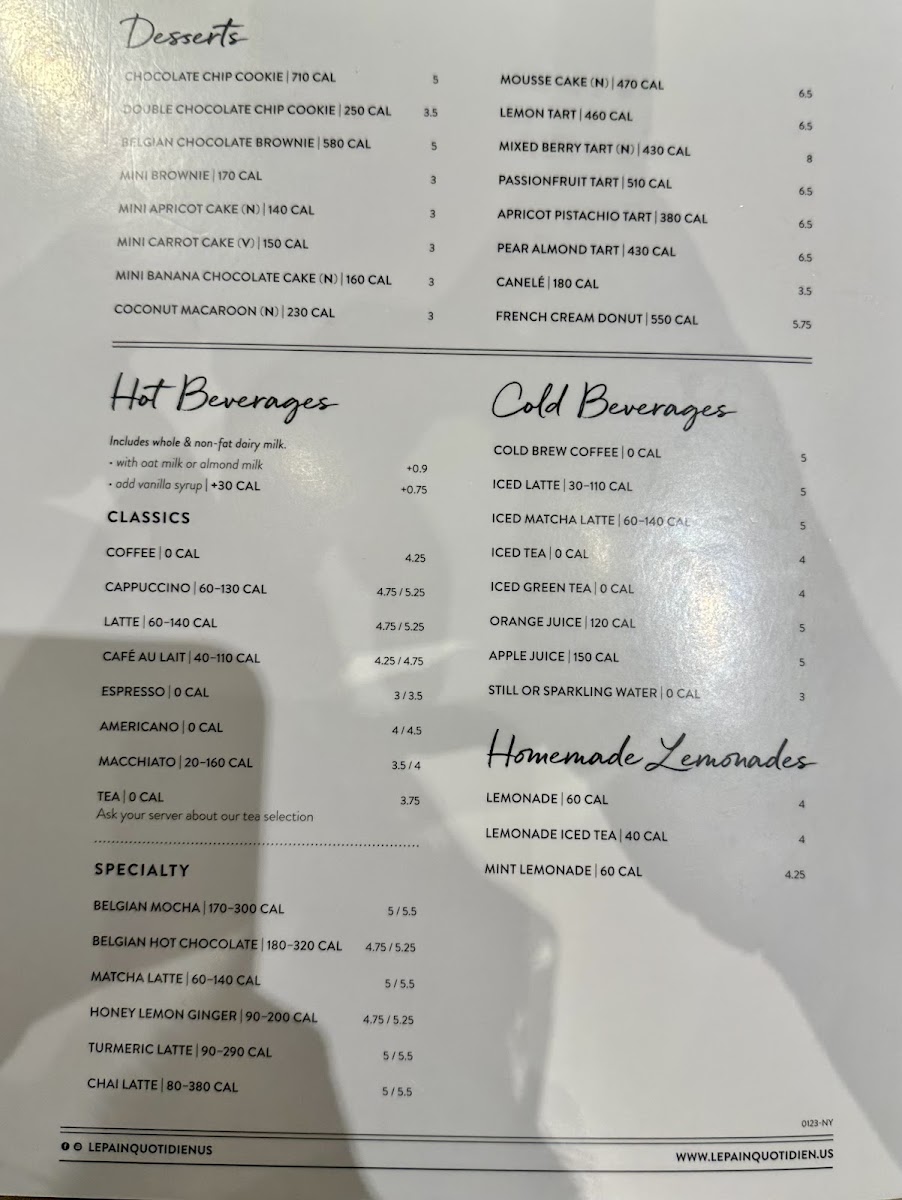 Desserts
CHOCOLATE CHIP COOKIE | 710 CAL 5
DOUBLE CHOCOLATE CHIP COOKIE | 250 CAL 3.5
BELGIAN CHOCOLATE BROWNIE | 580 CAL 5
MINI BROWNIE | 170 CAL 3
MINI APRICOT CAKE (N) | 140 CAL 3
MINI CARROT CAKE (V) | 150 CAL 3
MINI BANANA CHOCOLATE CAKE (N) | 160 CAL 3
COCONUT MACAROON (N) | 230 CAL 3
MOUSSE CAKE (N) | 470 CAL 6.5
LEMON TART | 460 CAL 6.5
MIXED BERRY TART (N) | 430 CAL 8
PASSIONFRUIT TART | 510 CAL 6.5
APRICOT PISTACHIO TART | 380 CAL 6.5
PEAR ALMOND TART | 430 CAL 6.5
CANELÉ | 180 CAL 3.5
FRENCH CREAM DONUT | 550 CAL 5.75
Hot Beverages
Includes whole & non-fat dairy milk.
• with oat milk or almond milk +0.9
• add vanilla syrup | +30 CAL +0.75
CLASSICS
COFFEE | 0 CAL 4.25
CAPPUCCINO | 60-130 CAL 4.75 / 5.25
LATTE | 60-140 CAL 4.75 / 5.25
CAFÉ AU LAIT | 40-110 CAL 4.25 / 4.75
ESPRESSO | 0 CAL 3 / 3.5
AMERICANO | 0 CAL 4 / 4.5
MACCHIATO | 20-160 CAL 3.5 / 4
TEA | 0 CAL 3.75
Ask your server about our tea selection
SPECIALTY
BELGIAN MOCHA | 170-300 CAL 5 / 5.5
BELGIAN HOT CHOCOLATE | 180-320 CAL 4.75 / 5.25
MATCHA LATTE | 60-140 CAL 5 / 5.5
HONEY LEMON GINGER | 90-200 CAL 4.75 / 5.25
TURMERIC LATTE | 90-290 CAL 5 / 5.5
CHAI LATTE | 80-380 CAL 5 / 5.5
Cold Beverages
COLD BREW COFFEE | 0 CAL 5
ICED LATTE | 30-110 CAL 5
ICED MATCHA LATTE | 60-140 CAL 5
ICED TEA | 0 CAL 4
ICED GREEN TEA | 0 CAL 4
ORANGE JUICE | 120 CAL 5
APPLE JUICE | 150 CAL 5
STILL OR SPARKLING WATER | 0 CAL 3
Homemade Lemonades
LEMONADE | 60 CAL 4
LEMONADE ICED TEA | 40 CAL 4
MINT LEMONADE | 60 CAL 4.25
0123-NY
LEPAINQUOTIDIENUS
WWW.LEPAINQUOTIDIEN.US